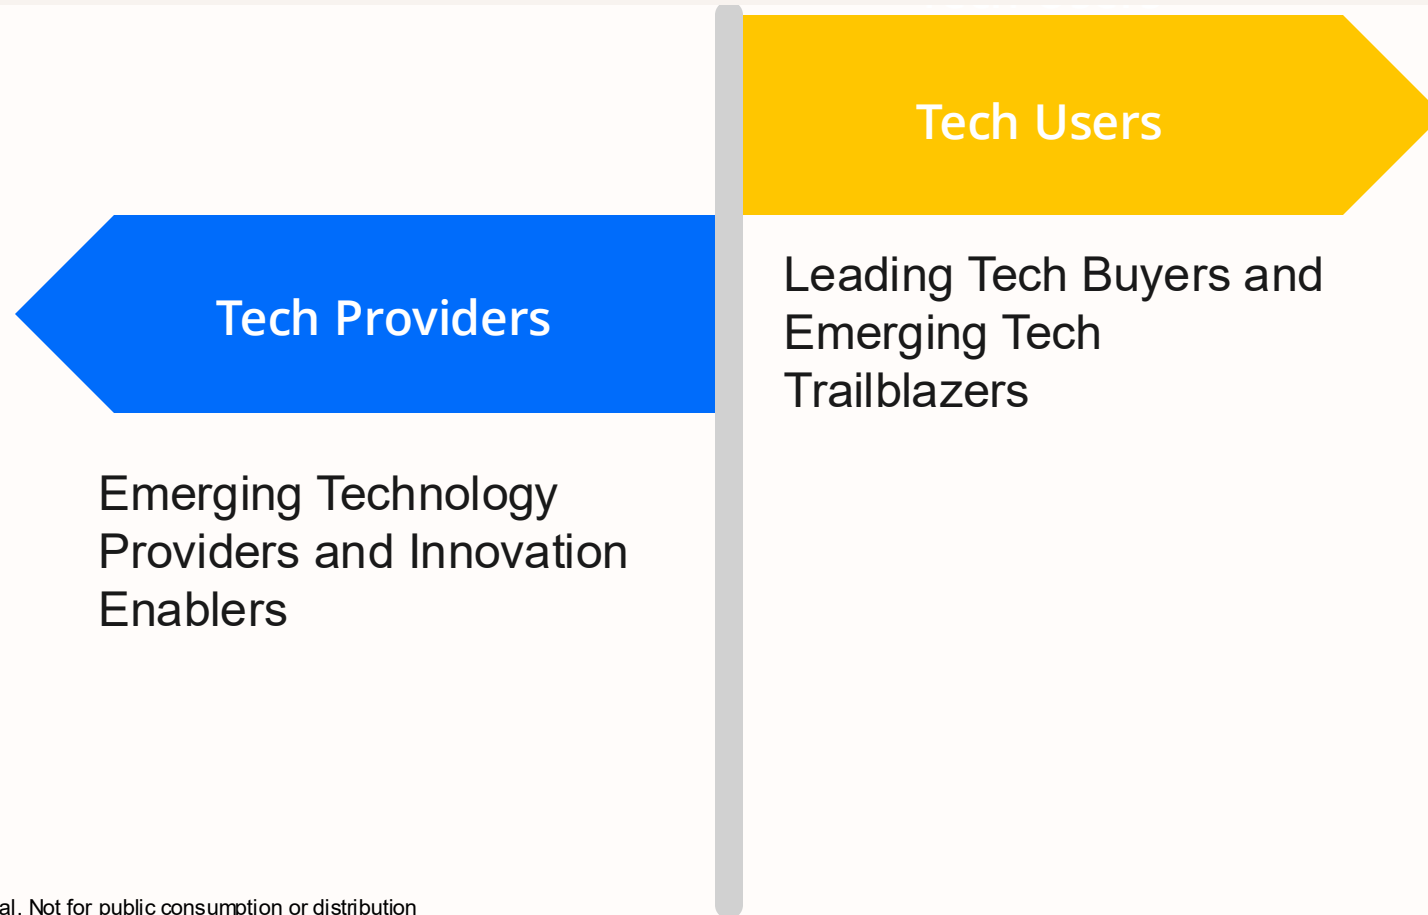 Tech Users
Leading Tech Buyers and
Emerging Tech
Trailblazers
Tech Providers
Emerging Technology
Providers and Innovation
Enablers
al. Not for public consumption or distribution